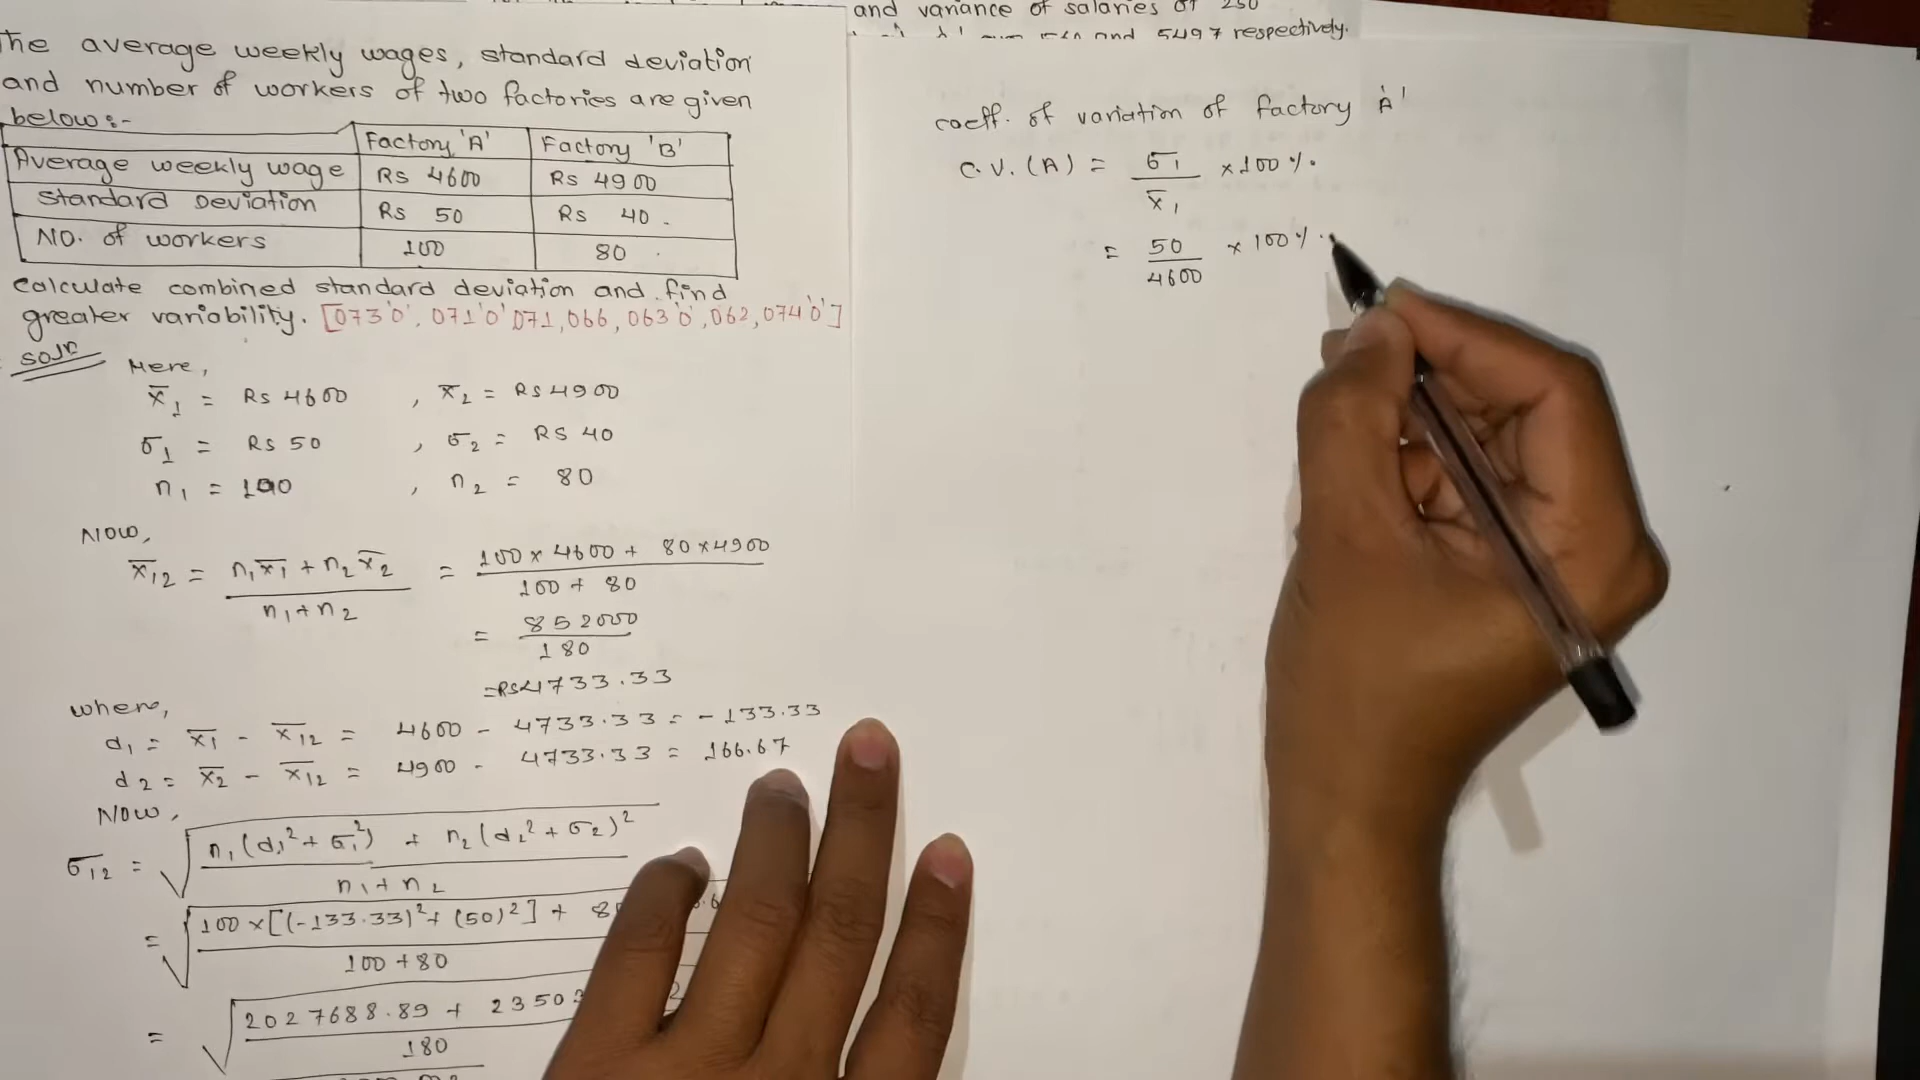 and variance of salaries of 250
and 5497 respectively.
The average weekly wages, standard deviation
and number of workers of two factories are given
below:-
Factory 'A' Factory 'B'
Average weekly wage Rs 4600 Rs 4900
Standard Deviation Rs 50 Rs 40
NO. of workers 100 80
calculate combined standard deviation and find
greater variability. [073'0', 071'0' 071, 066, 063'0', 062, 074'0']
Soln
Here,
x̄₁ = Rs 4600 , x̄₂ = Rs 4900
σ₁ = Rs 50 , σ₂ = Rs 40
n₁ = 100 , n₂ = 80
Now,
x̄₁₂ = n₁x̄₁ + n₂x̄₂ / n₁+n₂ = 100 × 4600 + 80 × 4900 / 100 + 80
= 852000 / 180
= Rs 4733.33
where,
d₁ = x̄₁ - x̄₁₂ = 4600 - 4733.33 = -133.33
d₂ = x̄₂ - x̄₁₂ = 4900 - 4733.33 = 166.67
Now,
σ₁₂ = √ n₁(d₁²+σ₁²) + n₂(d₂²+σ₂)² / n₁+n₂
= √ 100 × [(-133.33)²+(50)²] + / 100 + 80
= √ 2027688.89 + / 180
coeff. of variation of factory 'A'
C.V.(A) = σ₁ / x̄₁ × 100 %.
= 50 / 4600 × 100 %.